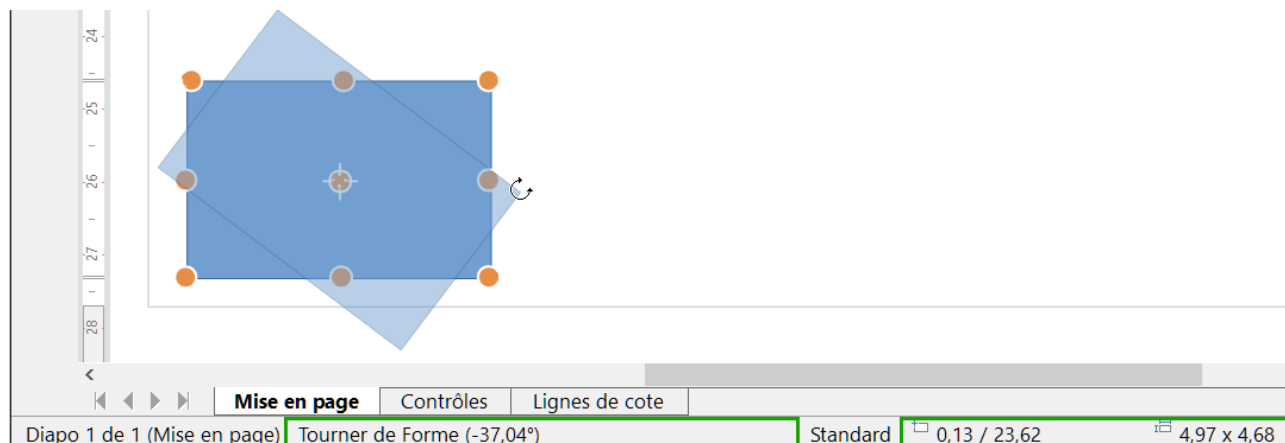 24
25
26
27
28
Mise en page Contrôles Lignes de cote
Diapo 1 de 1 (Mise en page) Tourner de Forme (-37,04°) Standard 0,13 / 23,62 4,97 x 4,68